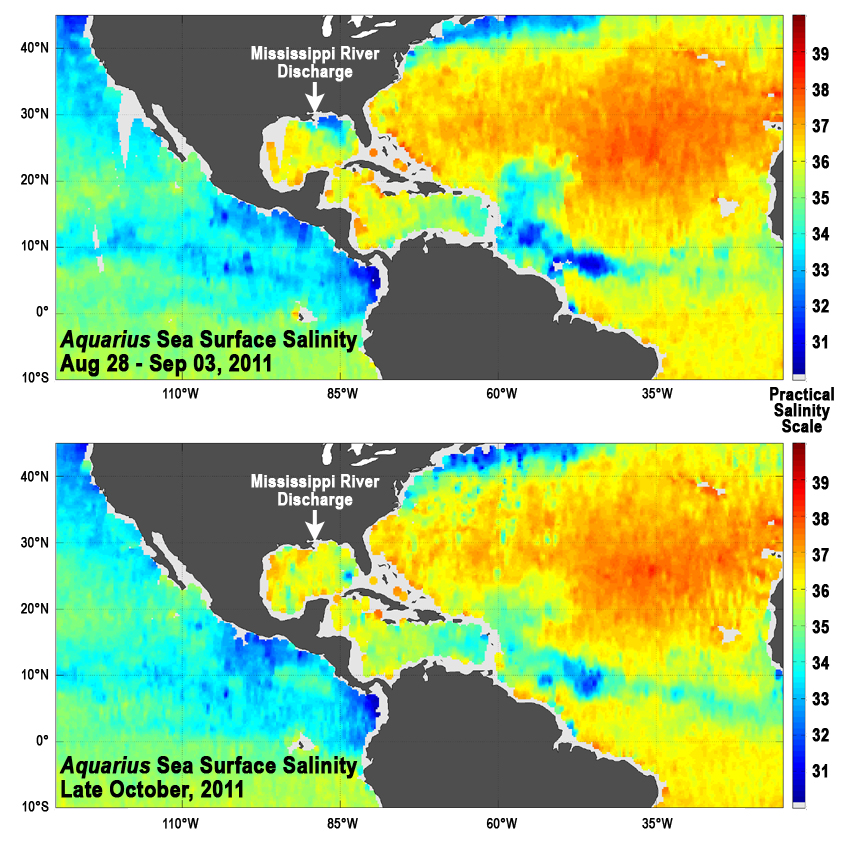 40°N
30°N
20°N
10°N
0°
10°S
Mississippi River
Discharge
Aquarius Sea Surface Salinity
Aug 28 - Sep 03, 2011
110°W
85°W
60°W
35°W
39
38
37
36
35
34
33
32
31
Practical
Salinity
Scale
40°N
30°N
20°N
10°N
0°
10°S
Mississippi River
Discharge
Aquarius Sea Surface Salinity
Late October, 2011
110°W
85°W
60°W
35°W
39
38
37
36
35
34
33
32
31